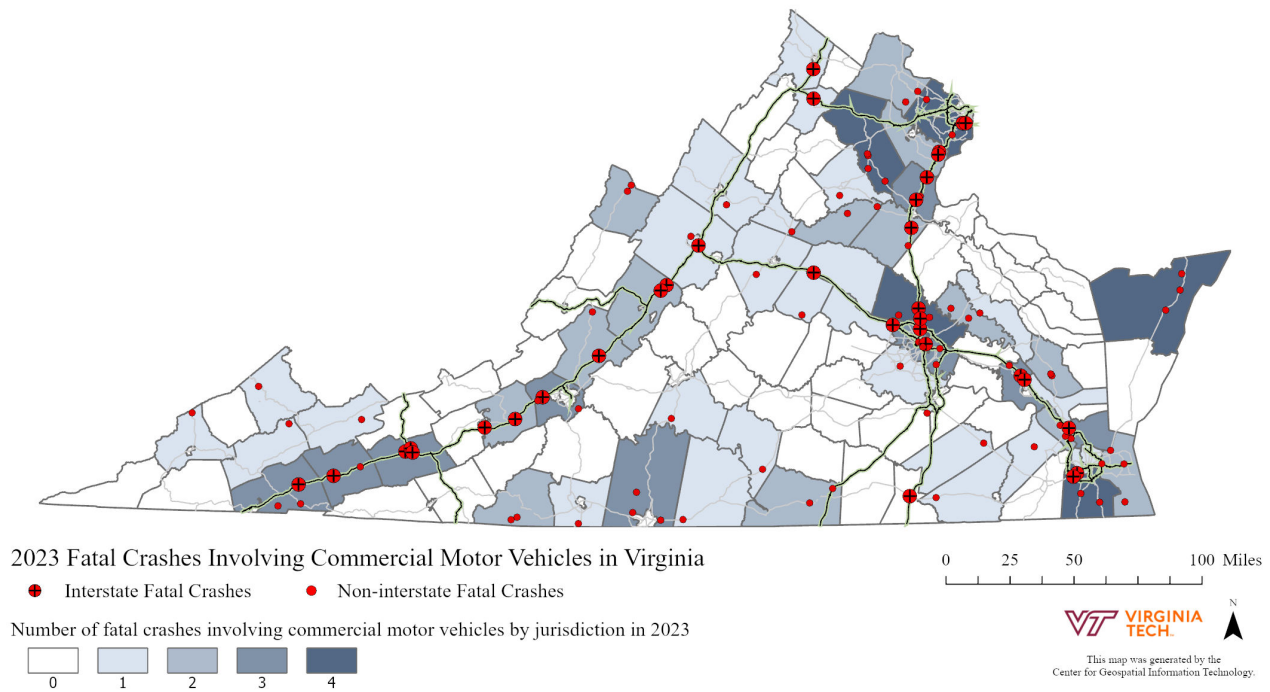 2023 Fatal Crashes Involving Commercial Motor Vehicles in Virginia
Interstate Fatal Crashes
Non-interstate Fatal Crashes
Number of fatal crashes involving commercial motor vehicles by jurisdiction in 2023
0 1 2 3 4
0 25 50 100 Miles
VT VIRGINIA
TECH
N
This map was generated by the
Center for Geospatial Information Technology.